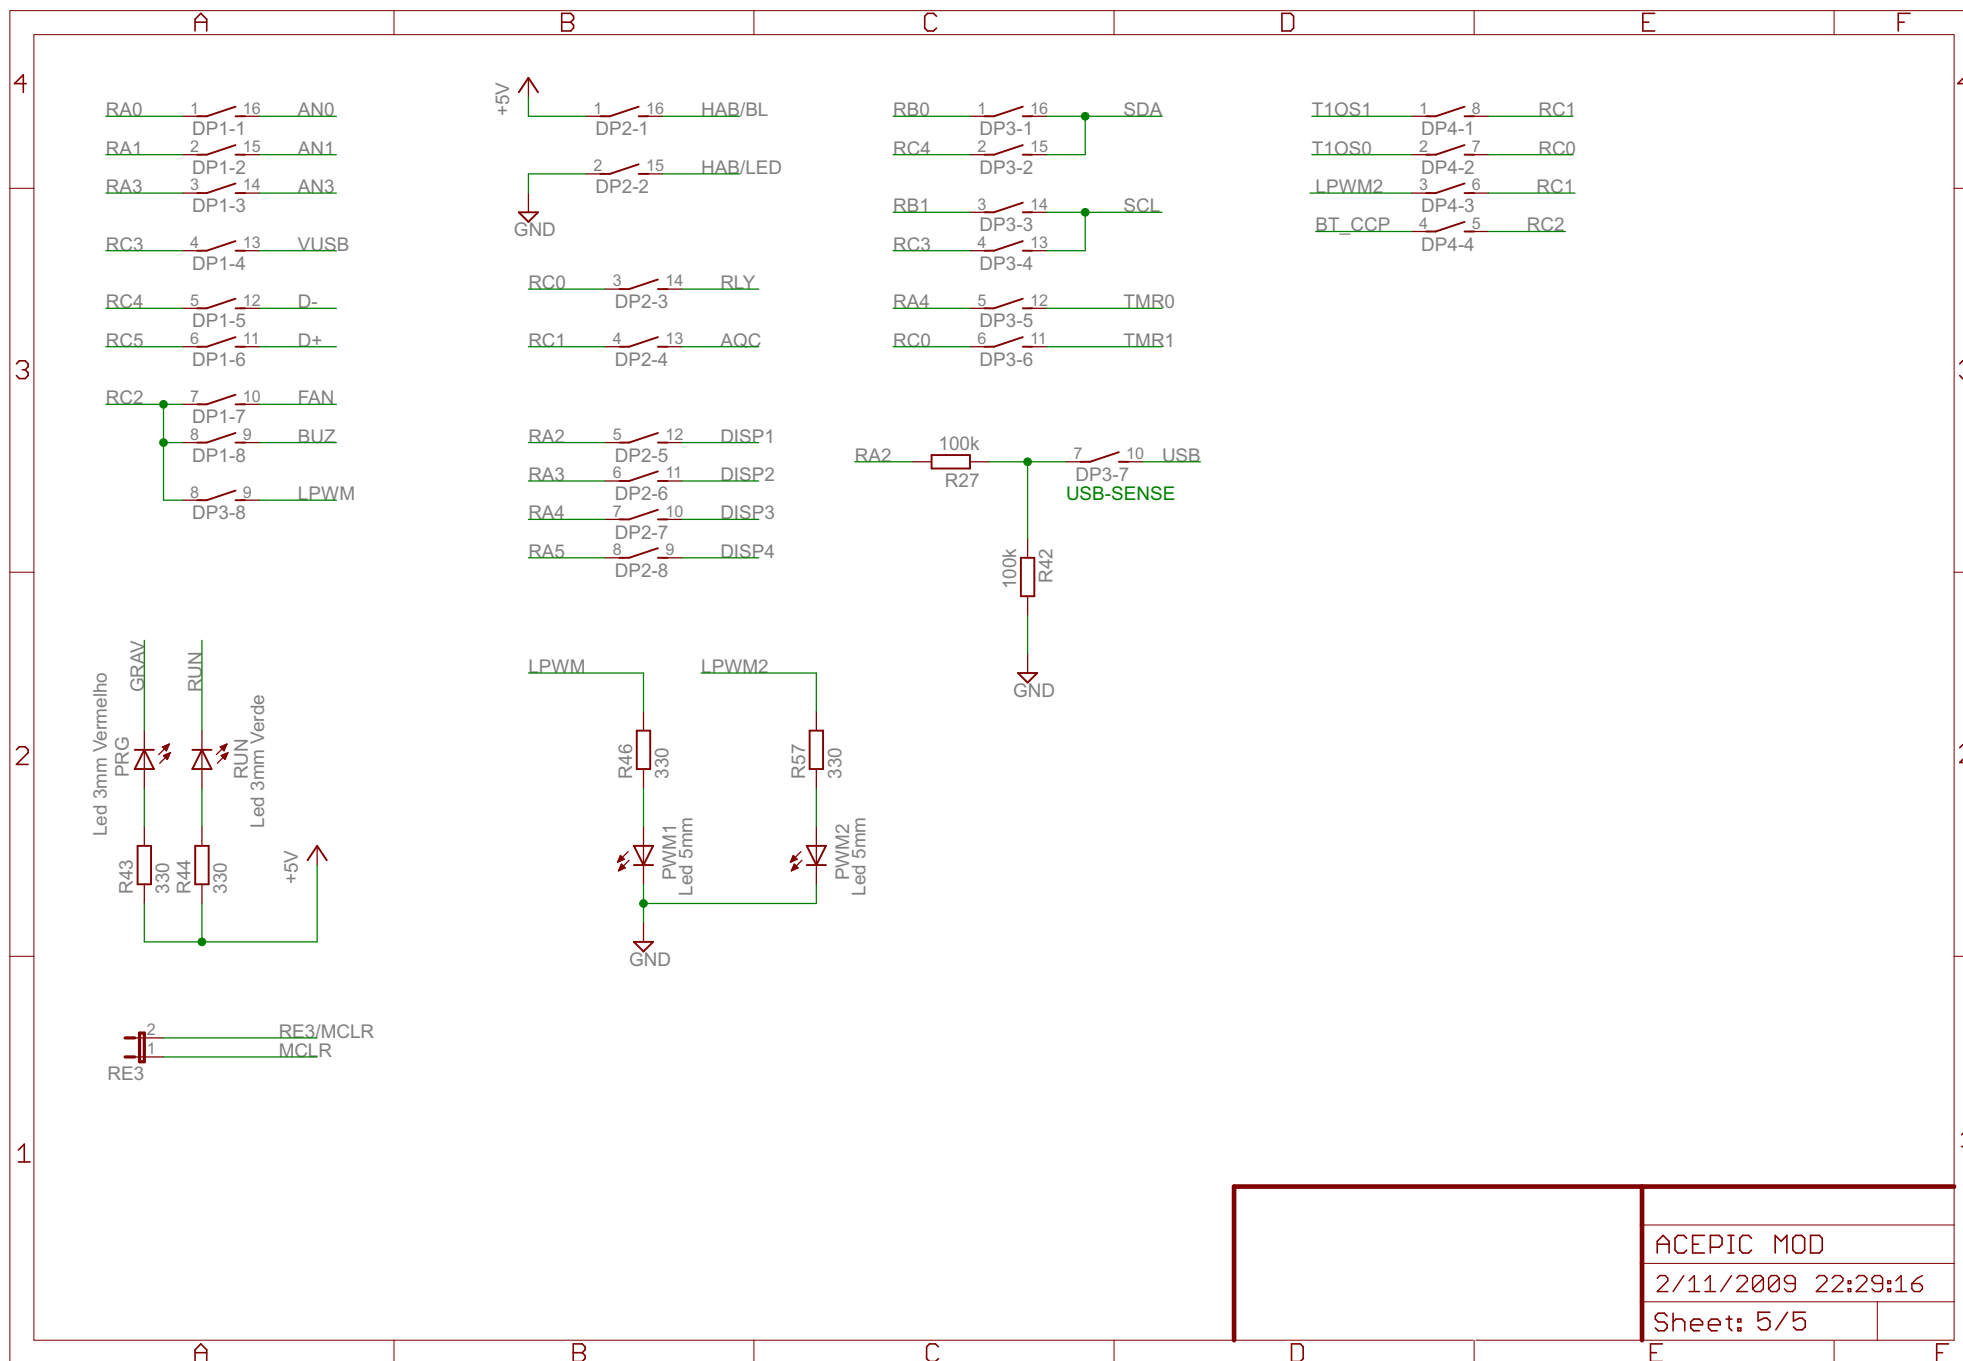 A B C D E F
4
RA0 1 16 AN0
DP1-1
RA1 2 15 AN1
DP1-2
RA3 3 14 AN3
DP1-3
RC3 4 13 VUSB
DP1-4
RC4 5 12 D-
DP1-5
RC5 6 11 D+
DP1-6
RC2 7 10 FAN
DP1-7
8 9 BUZ
DP1-8
8 9 LPWM
DP3-8
+5V
1 16 HAB/BL
DP2-1
2 15 HAB/LED
DP2-2
GND
RC0 3 14 RLY
DP2-3
RC1 4 13 AQC
DP2-4
RA2 5 12 DISP1
DP2-5
RA3 6 11 DISP2
DP2-6
RA4 7 10 DISP3
DP2-7
RA5 8 9 DISP4
DP2-8
RB0 1 16 SDA
DP3-1
RC4 2 15
DP3-2
RB1 3 14 SCL
DP3-3
RC3 4 13
DP3-4
RA4 5 12 TMR0
DP3-5
RC0 6 11 TMR1
DP3-6
RA2 100k R27 7 10 USB
DP3-7
USB-SENSE
100k R42
GND
T1OS1 1 8 RC1
DP4-1
T1OS0 2 7 RC0
DP4-2
LPWM2 3 6 RC1
DP4-3
BT_CCP 4 5 RC2
DP4-4
3
2
GRAV
RUN
Led 3mm Vermelho
PRG
RUN
Led 3mm Verde
R43
330
R44
330
+5V
LPWM
LPWM2
R46
330
R57
330
PWM1
Led 5mm
PWM2
Led 5mm
GND
2 RE3/MCLR
1 MCLR
RE3
1
ACEPIC MOD
2/11/2009 22:29:16
Sheet: 5/5
A B C D E F